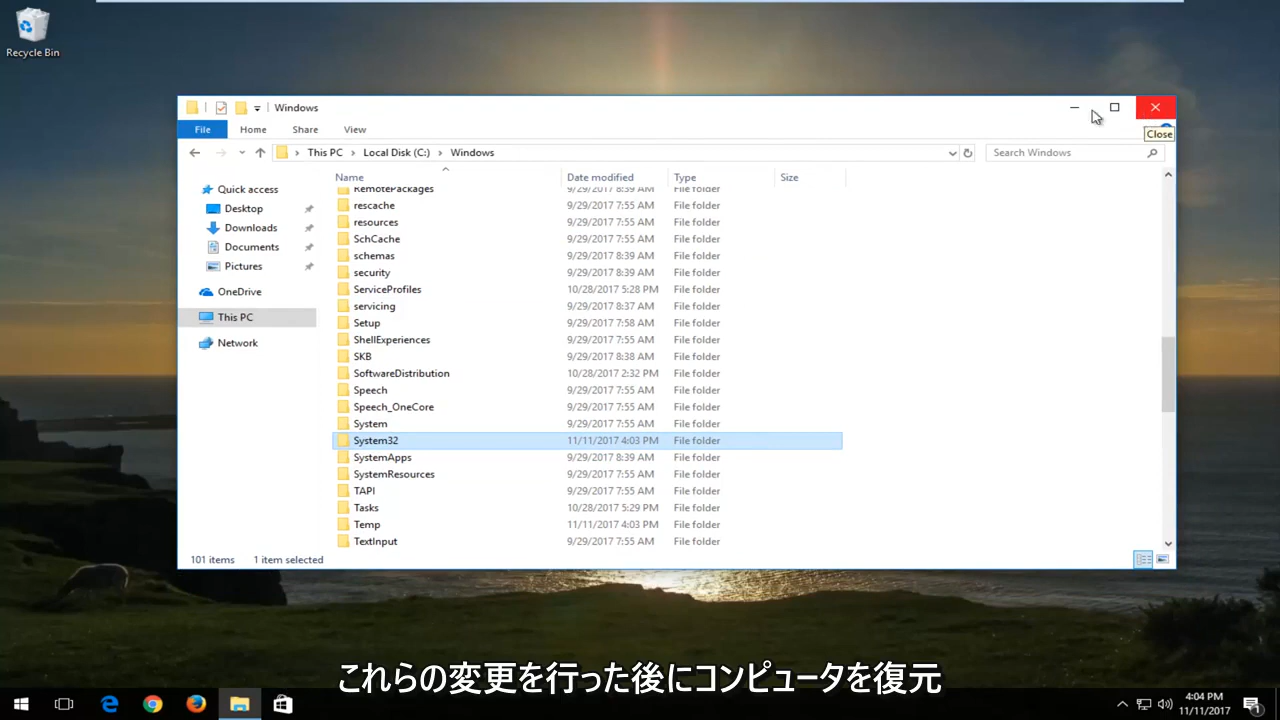 Recycle Bin
Windows
File Home Share View
Close
This PC Local Disk (C:) Windows
Search Windows
Name Date modified Type Size
Quick access
Desktop
Downloads
Documents
Pictures
OneDrive
This PC
Network
RemotePackages 9/29/2017 8:39 AM File folder
rescache 9/29/2017 7:55 AM File folder
resources 9/29/2017 7:55 AM File folder
SchCache 9/29/2017 7:55 AM File folder
schemas 9/29/2017 8:39 AM File folder
security 9/29/2017 8:39 AM File folder
ServiceProfiles 10/28/2017 5:28 PM File folder
servicing 9/29/2017 8:37 AM File folder
Setup 9/29/2017 7:58 AM File folder
ShellExperiences 9/29/2017 7:55 AM File folder
SKB 9/29/2017 8:38 AM File folder
SoftwareDistribution 10/28/2017 2:32 PM File folder
Speech 9/29/2017 7:55 AM File folder
Speech_OneCore 9/29/2017 7:55 AM File folder
System 9/29/2017 7:55 AM File folder
System32 11/11/2017 4:03 PM File folder
SystemApps 9/29/2017 8:39 AM File folder
SystemResources 9/29/2017 7:55 AM File folder
TAPI 9/29/2017 7:55 AM File folder
Tasks 10/28/2017 5:29 PM File folder
Temp 11/11/2017 4:03 PM File folder
TextInput 9/29/2017 7:55 AM File folder
101 items 1 item selected
これらの変更を行った後にコンピュータを復元
4:04 PM
11/11/2017
1